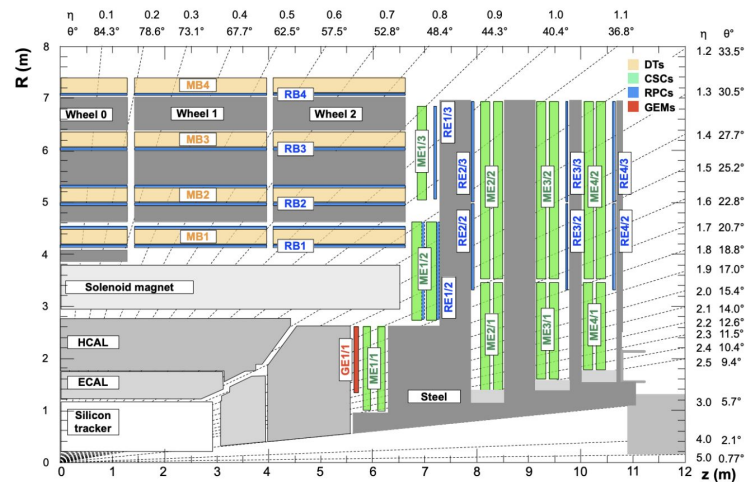 η 0.1 0.2 0.3 0.4 0.5 0.6 0.7 0.8 0.9 1.0 1.1 η θ°
θ° 84.3° 78.6° 73.1° 67.7° 62.5° 57.5° 52.8° 48.4° 44.3° 40.4° 36.8°
R (m)
8
7
6
5
4
3
2
1
0
1.2 33.5°
1.3 30.5°
1.4 27.7°
1.5 25.2°
1.6 22.8°
1.7 20.7°
1.8 18.8°
1.9 17.0°
2.0 15.4°
2.1 14.0°
2.2 12.6°
2.3 11.5°
2.4 10.4°
2.5 9.4°
3.0 5.7°
4.0 2.1°
5.0 0.77°
DTs
CSCs
RPCs
GEMs
MB4
RB4
Wheel 0
Wheel 1
Wheel 2
MB3
RB3
MB2
RB2
MB1
RB1
Solenoid magnet
HCAL
ECAL
Silicon
tracker
Steel
GE1/1
ME1/1
ME1/2
ME1/3
RE1/3
RE1/2
RE2/3
RE2/2
ME2/2
ME2/1
ME3/2
ME3/1
RE3/3
RE3/2
ME4/2
ME4/1
RE4/3
RE4/2
0 1 2 3 4 5 6 7 8 9 10 11 12
z (m)